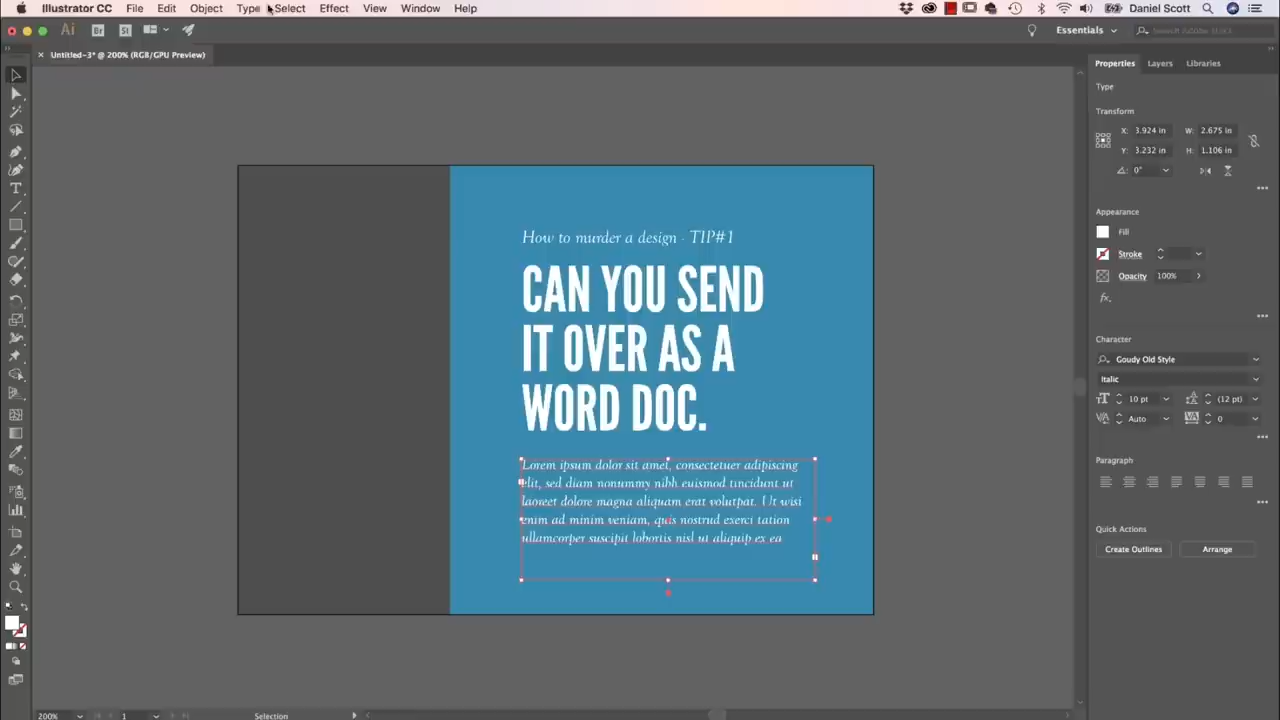 Illustrator CC File Edit Object Type Select Effect View Window Help Daniel Scott
Ai Br St Essentials
× Untitled-3* @ 200% (RGB/GPU Preview)
Properties Layers Libraries
Type
Transform
X: 3.924 in W: 2.675 in
Y: 3.232 in H: 1.106 in
0°
Appearance
Fill
Stroke
Opacity 100%
fx.
Character
Goudy Old Style
Italic
10 pt (12 pt)
Auto 0
Paragraph
Quick Actions
Create Outlines Arrange
How to murder a design - TIP#1
CAN YOU SEND
IT OVER AS A
WORD DOC.
Lorem ipsum dolor sit amet, consectetuer adipiscing
elit, sed diam nonummy nibh euismod tincidunt ut
laoreet dolore magna aliquam erat volutpat. Ut wisi
enim ad minim veniam, quis nostrud exerci tation
ullamcorper suscipit lobortis nisl ut aliquip ex ea
200% 1 Selection